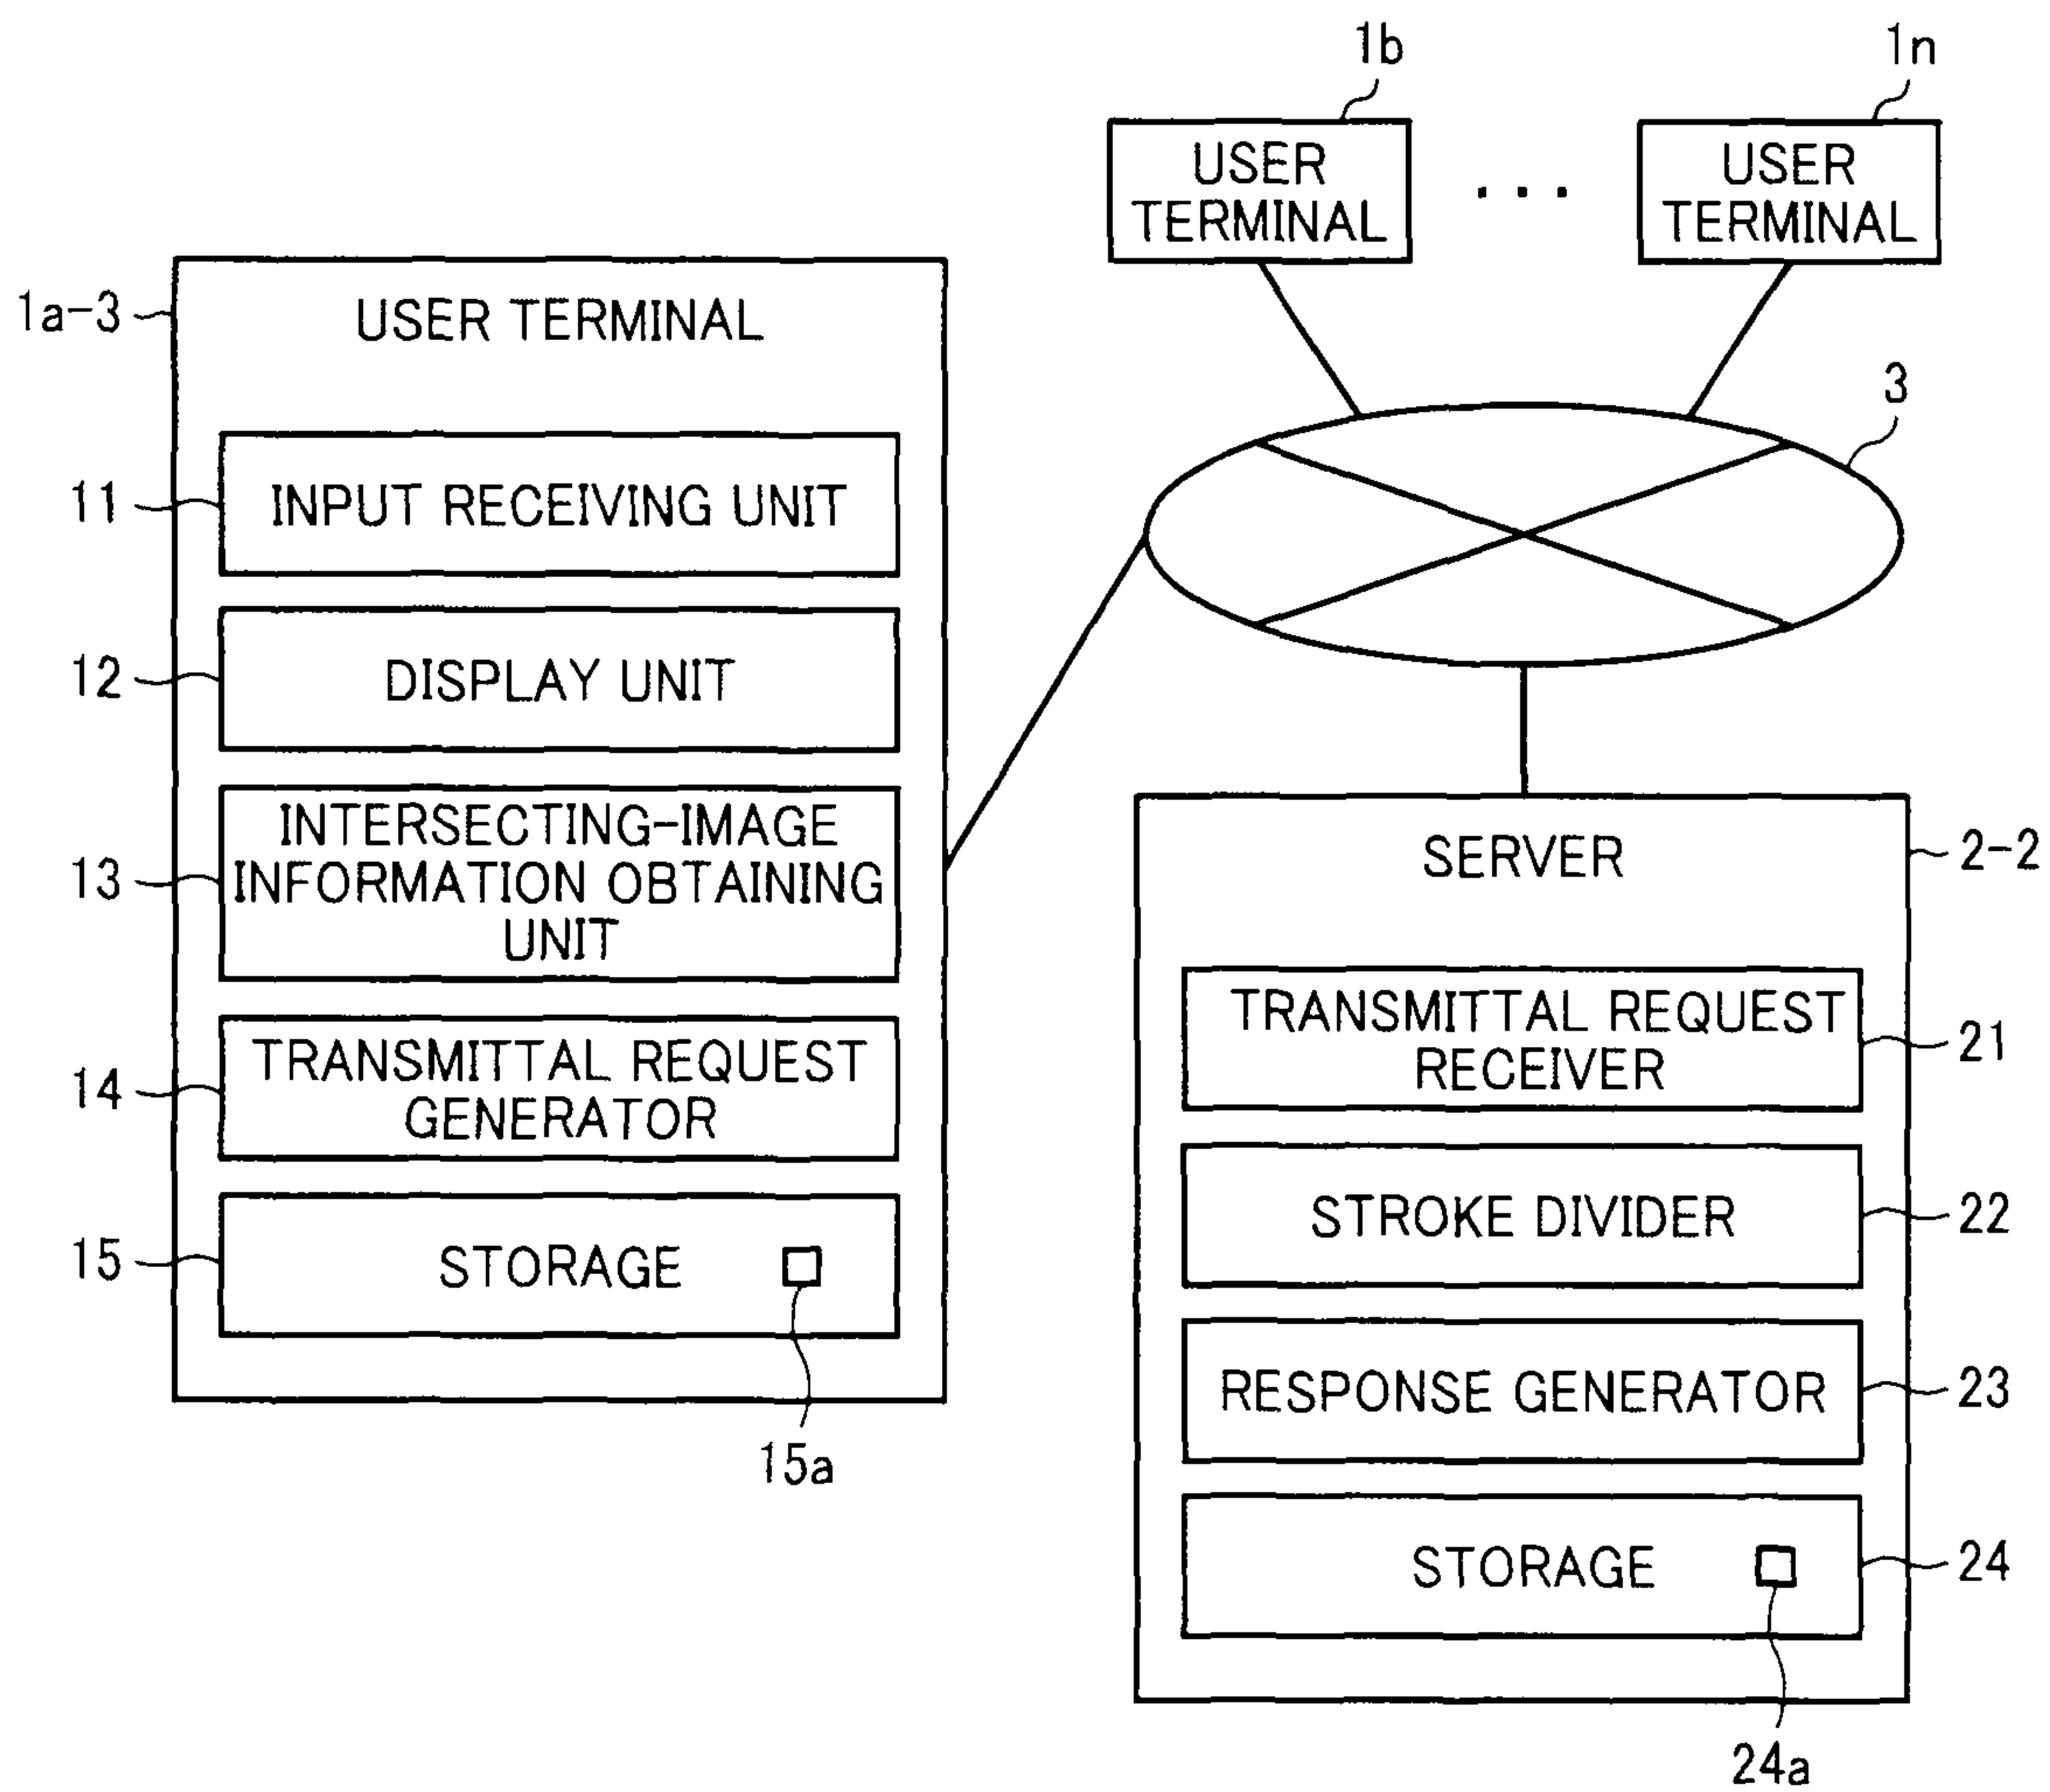 1b
1n
USER
TERMINAL
...
USER
TERMINAL
1a-3
USER TERMINAL
3
11
INPUT RECEIVING UNIT
12
DISPLAY UNIT
13
INTERSECTING-IMAGE
INFORMATION OBTAINING
UNIT
14
TRANSMITTAL REQUEST
GENERATOR
15
STORAGE
15a
SERVER
2-2
TRANSMITTAL REQUEST
RECEIVER
21
STROKE DIVIDER
22
RESPONSE GENERATOR
23
STORAGE
24
24a